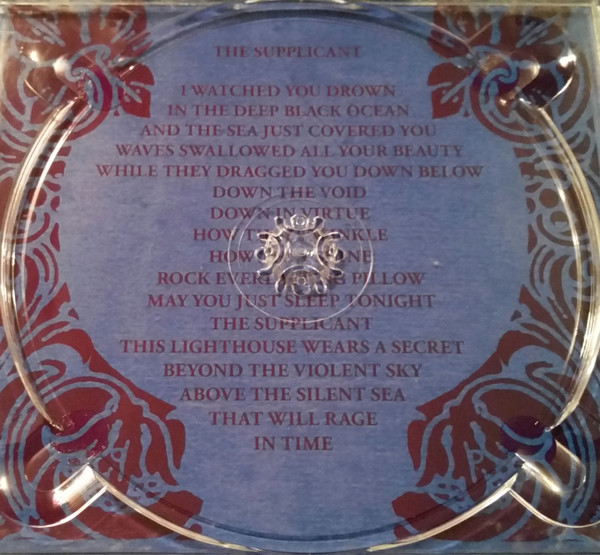 THE SUPPLICANT
I WATCHED YOU DROWN
IN THE DEEP BLACK OCEAN
AND THE SEA JUST COVERED YOU
WAVES SWALLOWED ALL YOUR BEAUTY
WHILE THEY DRAGGED YOU DOWN BELOW
DOWN THE VOID
DOWN IN VIRTUE
HOW
HOW
ROCK PILLOW
MAY YOU JUST SLEEP TONIGHT
THE SUPPLICANT
THIS LIGHTHOUSE WEARS A SECRET
BEYOND THE VIOLENT SKY
ABOVE THE SILENT SEA
THAT WILL RAGE
IN TIME